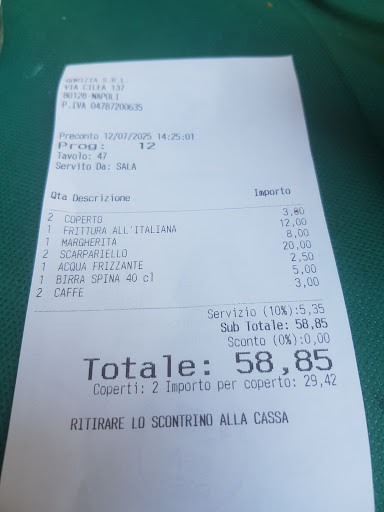 S.R.L.
VIA CILEA 137
80128-NAPOLI
P.IVA 04787200635
Preconto 12/07/2025 14:25:01
Prog: 12
Tavolo: 47
Servito Da: SALA
Qta Descrizione Importo
2 COPERTO 3,00
1 FRITTURA ALL'ITALIANA 12,00
1 MARGHERITA 8,00
2 SCARPARIELLO 20,00
1 ACQUA FRIZZANTE 2,50
1 BIRRA SPINA 40 cl 5,00
2 CAFFE 3,00
Servizio (10%):5,35
Sub Totale: 58,85
Sconto (0%):0,00
Totale: 58,85
Coperti: 2 Importo per coperto: 29,42
RITIRARE LO SCONTRINO ALLA CASSA